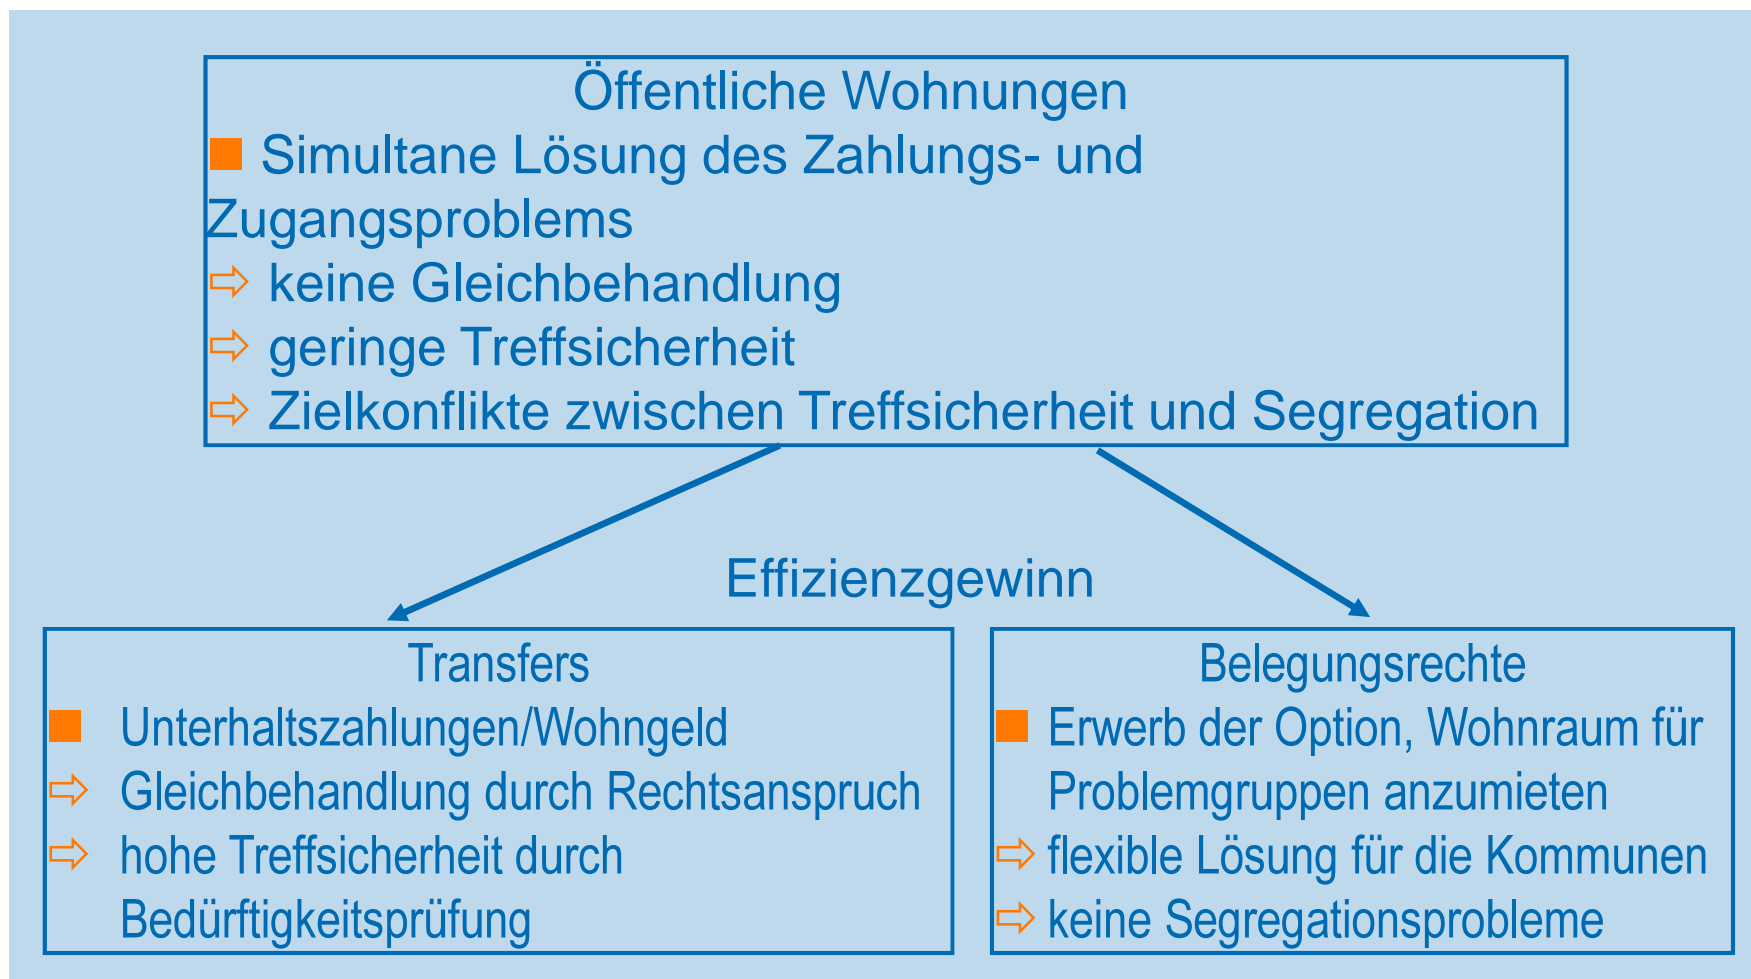 Öffentliche Wohnungen
■ Simultane Lösung des Zahlungs- und
Zugangsproblems
⇨ keine Gleichbehandlung
⇨ geringe Treffsicherheit
⇨ Zielkonflikte zwischen Treffsicherheit und Segregation
Effizienzgewinn
Transfers
■ Unterhaltszahlungen/Wohngeld
⇨ Gleichbehandlung durch Rechtsanspruch
⇨ hohe Treffsicherheit durch
Bedürftigkeitsprüfung
Belegungsrechte
■ Erwerb der Option, Wohnraum für
Problemgruppen anzumieten
⇨ flexible Lösung für die Kommunen
⇨ keine Segregationsprobleme